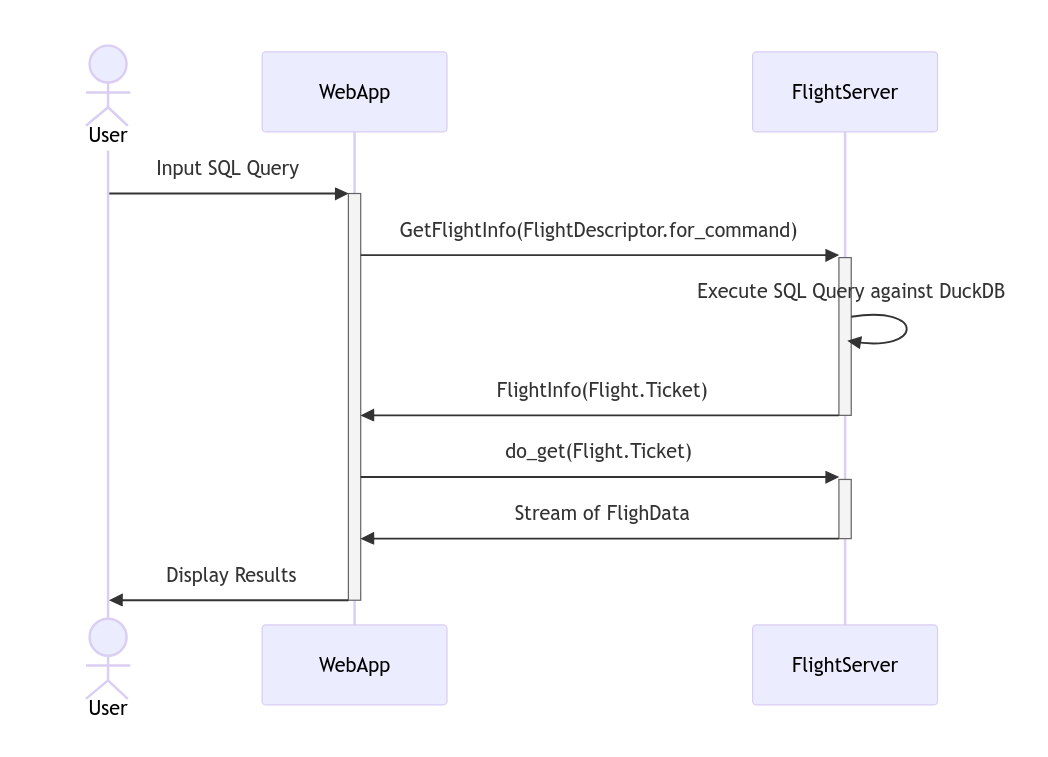 WebApp
FlightServer
User
Input SQL Query
GetFlightInfo(FlightDescriptor.for_command)
Execute SQL Query against DuckDB
FlightInfo(Flight.Ticket)
do_get(Flight.Ticket)
Stream of FlighData
Display Results
WebApp
FlightServer
User